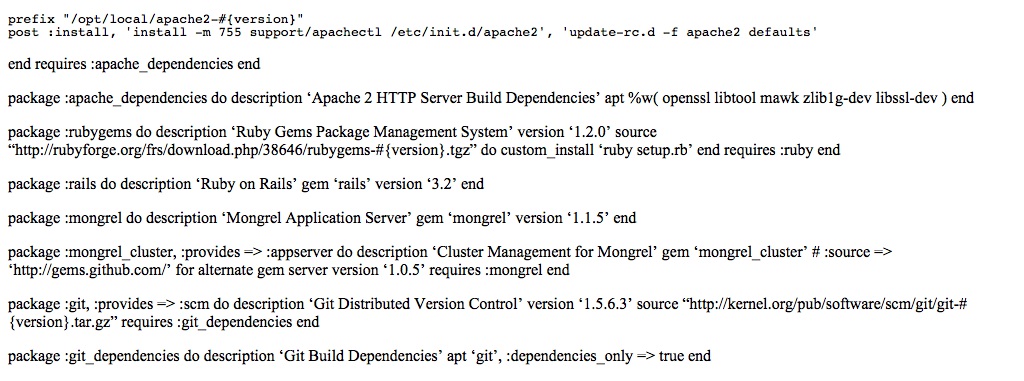 prefix "/opt/local/apache2-#{version}"
post :install, 'install -m 755 support/apachectl /etc/init.d/apache2', 'update-rc.d -f apache2 defaults'
end requires :apache_dependencies end
package :apache_dependencies do description ‘Apache 2 HTTP Server Build Dependencies’ apt %w( openssl libtool mawk zlib1g-dev libssl-dev ) end
package :rubygems do description ‘Ruby Gems Package Management System’ version ‘1.2.0’ source
“http://rubyforge.org/frs/download.php/38646/rubygems-#{version}.tgz” do custom_install ‘ruby setup.rb’ end requires :ruby end
package :rails do description ‘Ruby on Rails’ gem ‘rails’ version ‘3.2’ end
package :mongrel do description ‘Mongrel Application Server’ gem ‘mongrel’ version ‘1.1.5’ end
package :mongrel_cluster, :provides => :appserver do description ‘Cluster Management for Mongrel’ gem ‘mongrel_cluster’ # :source =>
‘http://gems.github.com/’ for alternate gem server version ‘1.0.5’ requires :mongrel end
package :git, :provides => :scm do description ‘Git Distributed Version Control’ version ‘1.5.6.3’ source “http://kernel.org/pub/software/scm/git/git-#
{version}.tar.gz” requires :git_dependencies end
package :git_dependencies do description ‘Git Build Dependencies’ apt ‘git’, :dependencies_only => true end